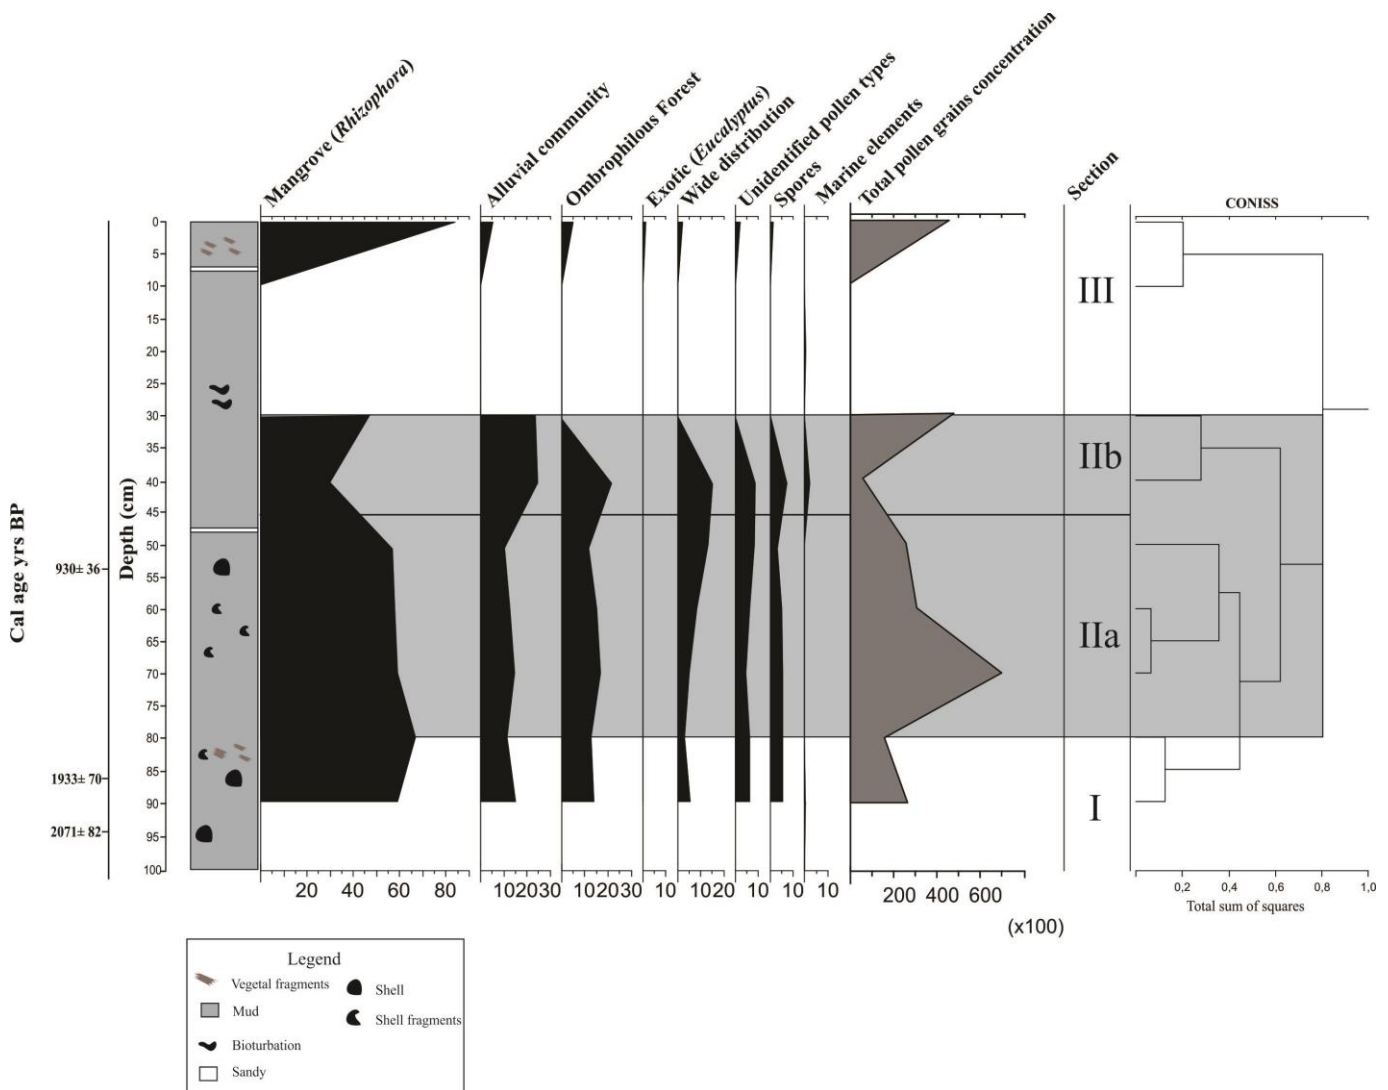 Mangrove (Rhizophora)
Alluvial community
Ombrophilous Forest
Exotic (Eucalyptus)
Wide distribution
Unidentified pollen types
Spores
Marine elements
Total pollen grains concentration
Section
CONISS
Cal age yrs BP
930± 36
1933± 70
2071± 82
Depth (cm)
0
5
10
15
20
25
30
35
40
45
50
55
60
65
70
75
80
85
90
95
100
III
IIb
IIa
I
20 40 60 80
102030
102030
10
1020
10
10
10
200 400 600
(x100)
0,2 0,4 0,6 0,8 1,0
Total sum of squares
Legend
Vegetal fragments
Shell
Mud
Shell fragments
Bioturbation
Sandy